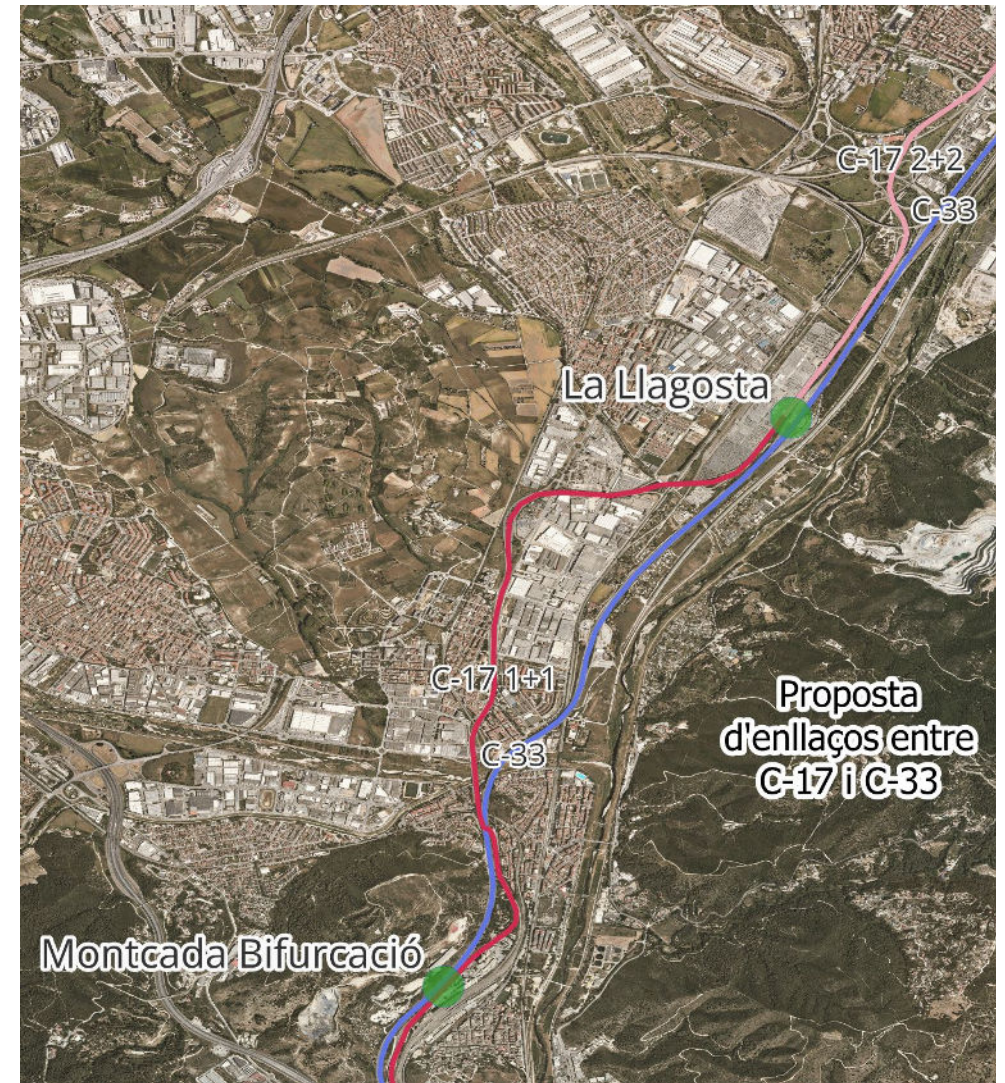 C-17 2+2
C-33
La Llagosta
C-17 1+1
Proposta
d'enllaços entre
C-17 i C-33
C-33
Montcada Bifurcació